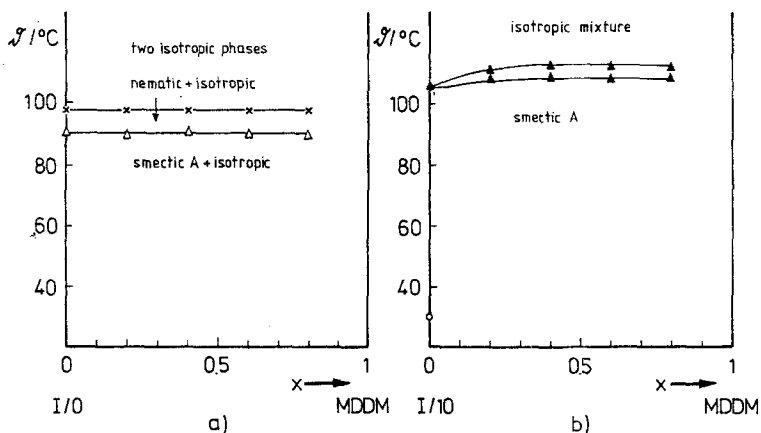 ϑ/°C
two isotropic phases
nematic + isotropic
100
smectic A + isotropic
80
60
40
0
0.5
1
x
I/0
MDDM
a)
ϑ/°C
isotropic mixture
100
smectic A
80
60
40
0
0.5
1
x
I/10
MDDM
b)